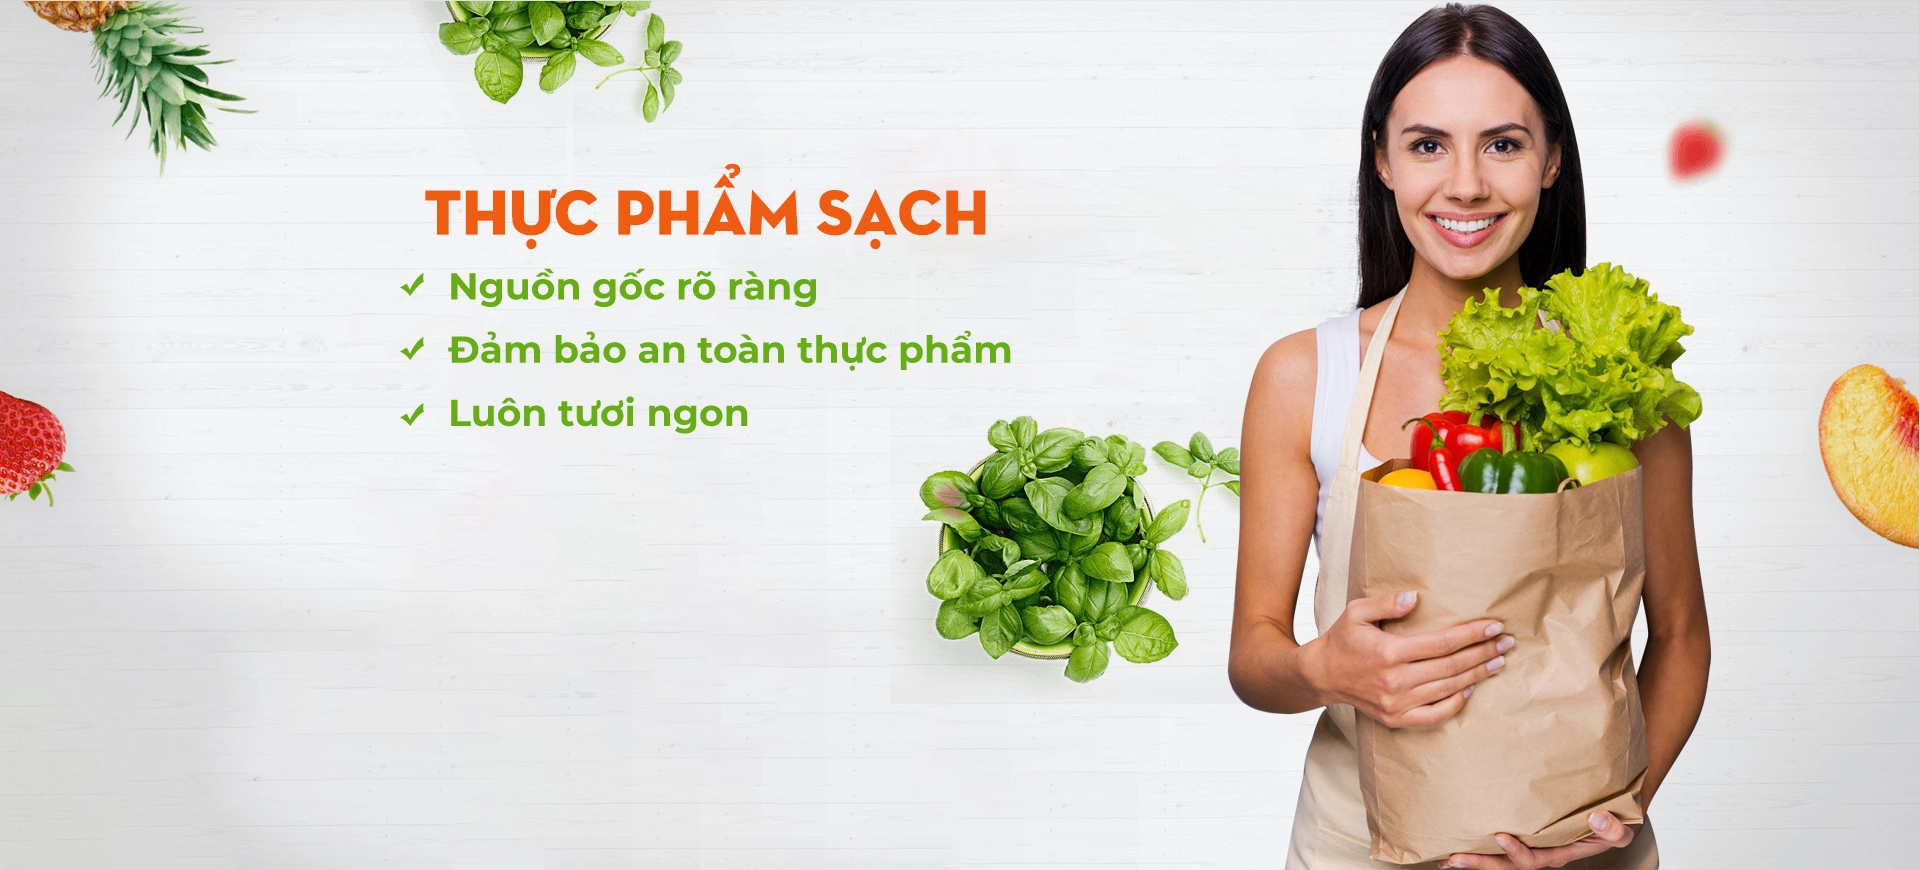 THỰC PHẨM SẠCH
Nguồn gốc rõ ràng
Đảm bảo an toàn thực phẩm
Luôn tươi ngon